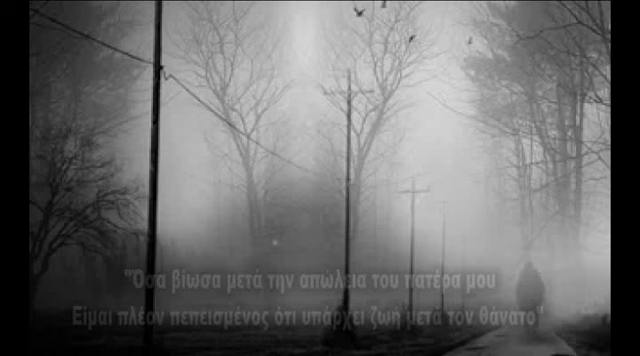 "Όσα βίωσα μετά την απώλεια του πατέρα μου
Είμαι πλέον πεπεισμένος ότι υπάρχει ζωή μετά τον θάνατο"